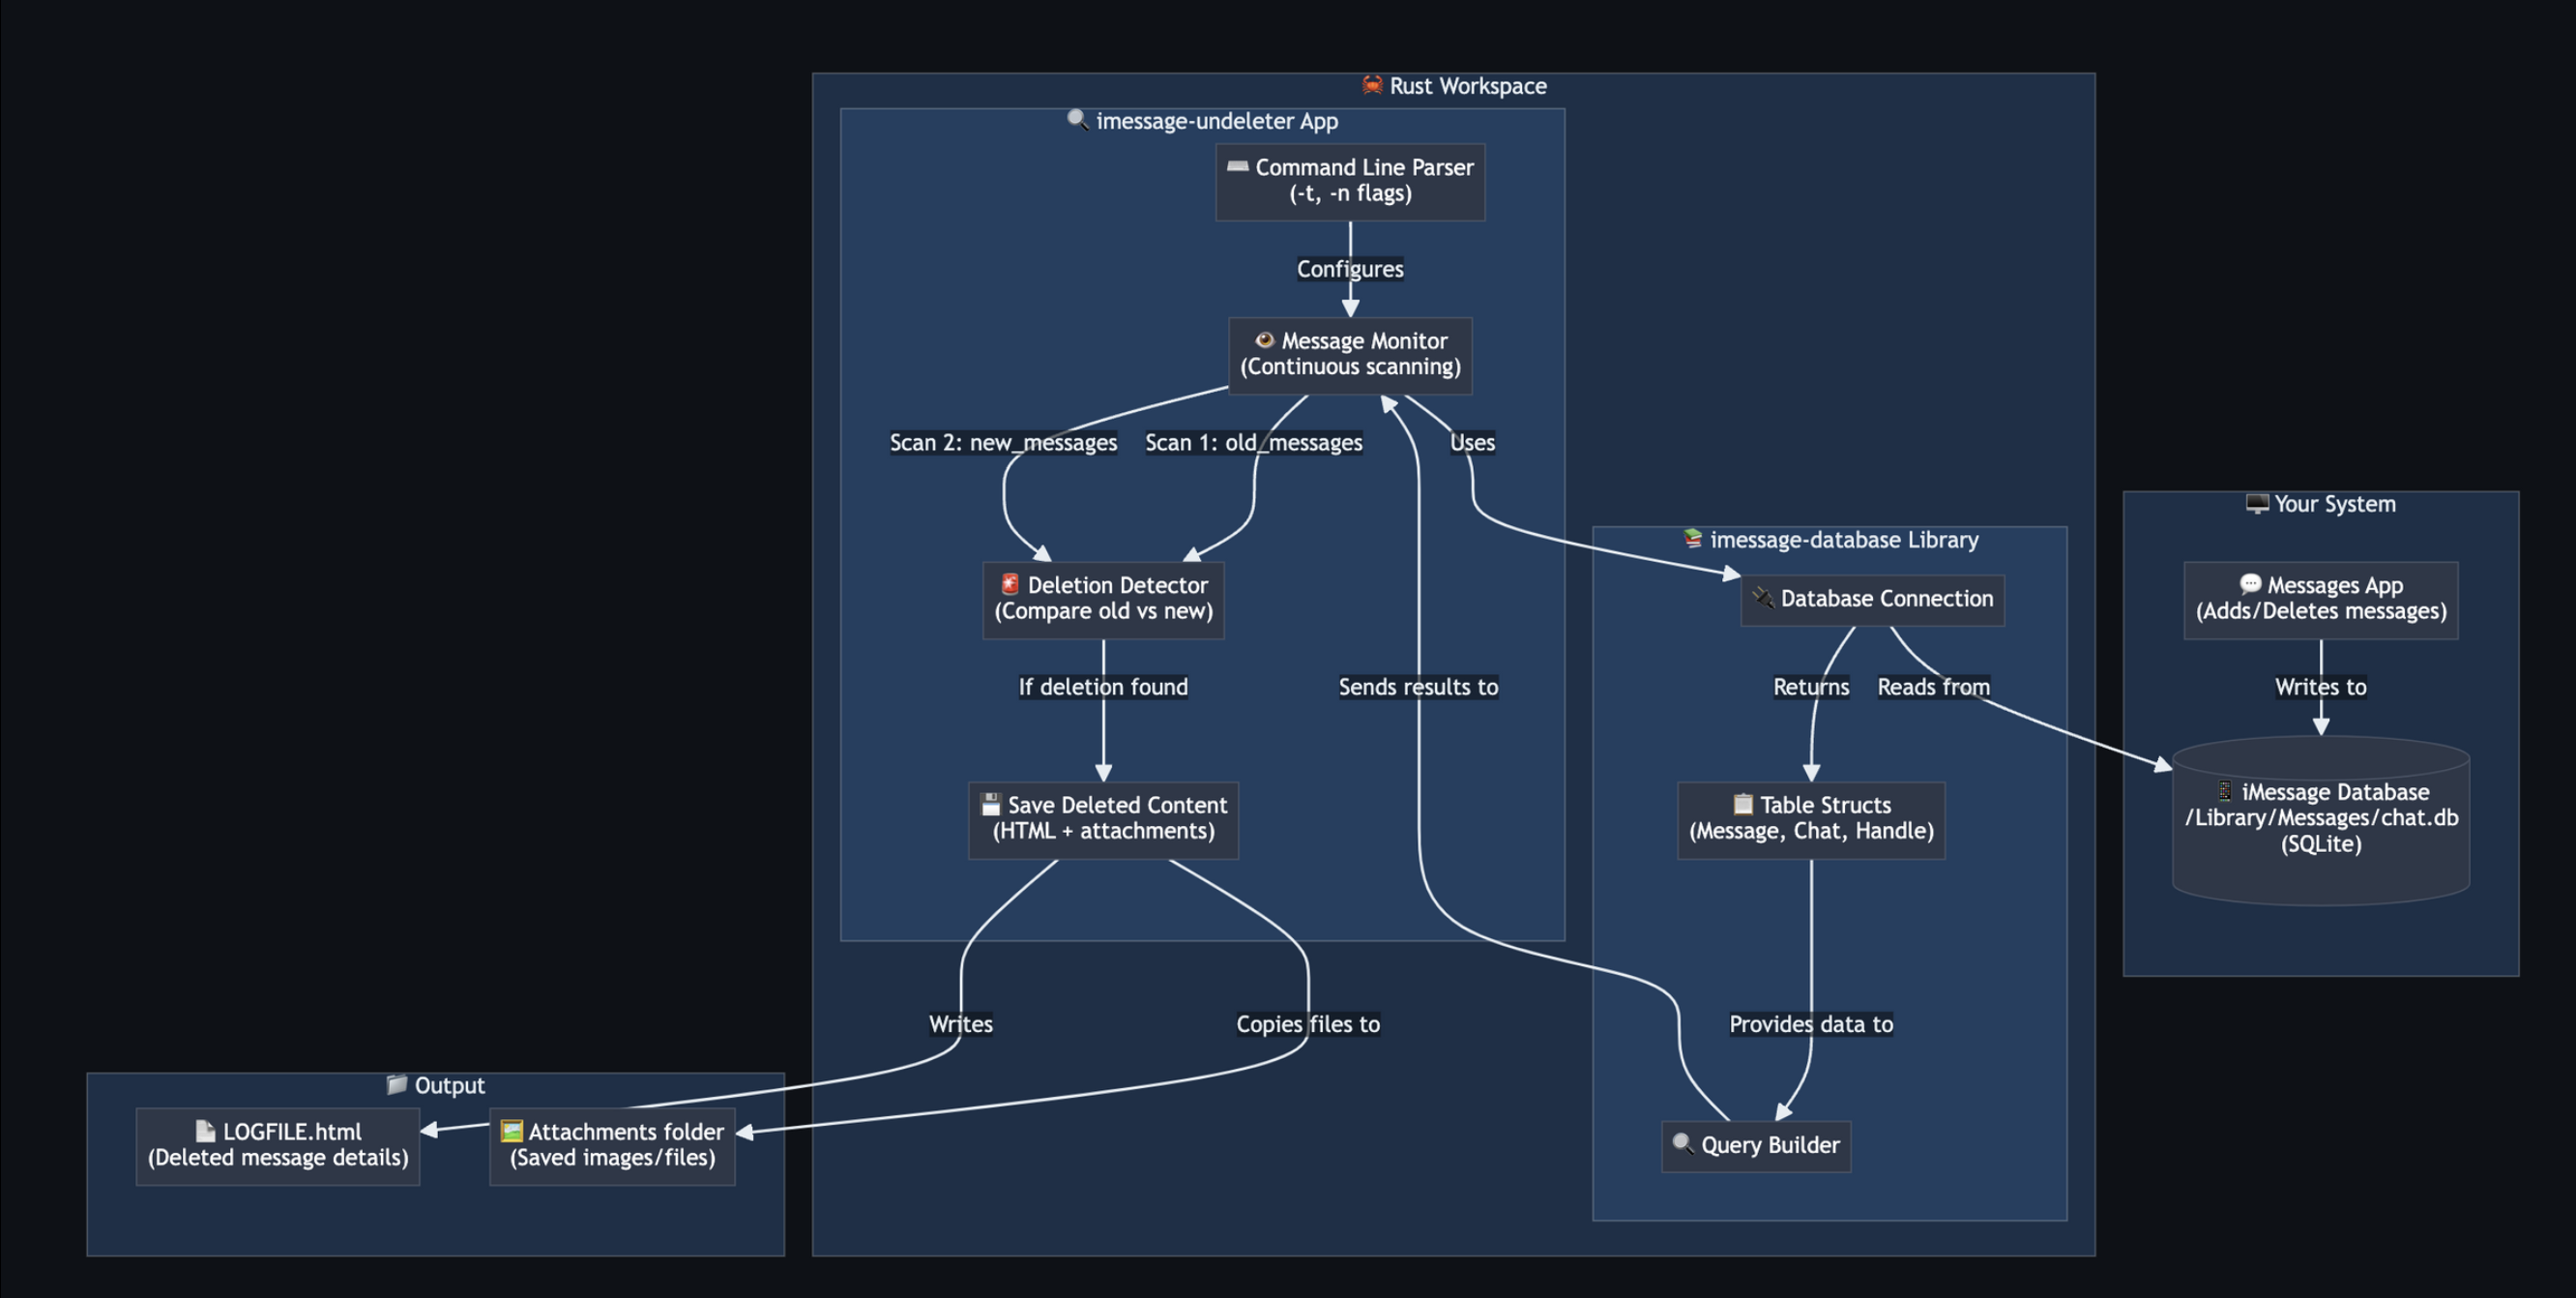 🦀 Rust Workspace
🔍 imessage-undeleter App
⌨️ Command Line Parser
(-t, -n flags)
Configures
👁️ Message Monitor
(Continuous scanning)
Scan 2: new_messages
Scan 1: old_messages
Uses
🚨 Deletion Detector
(Compare old vs new)
If deletion found
Sends results to
💾 Save Deleted Content
(HTML + attachments)
Writes
Copies files to
📚 imessage-database Library
🔌 Database Connection
Returns
Reads from
📋 Table Structs
(Message, Chat, Handle)
Provides data to
🔍 Query Builder
🖥️ Your System
💬 Messages App
(Adds/Deletes messages)
Writes to
📱 iMessage Database
/Library/Messages/chat.db
(SQLite)
📁 Output
📄 LOGFILE.html
(Deleted message details)
🖼️ Attachments folder
(Saved images/files)